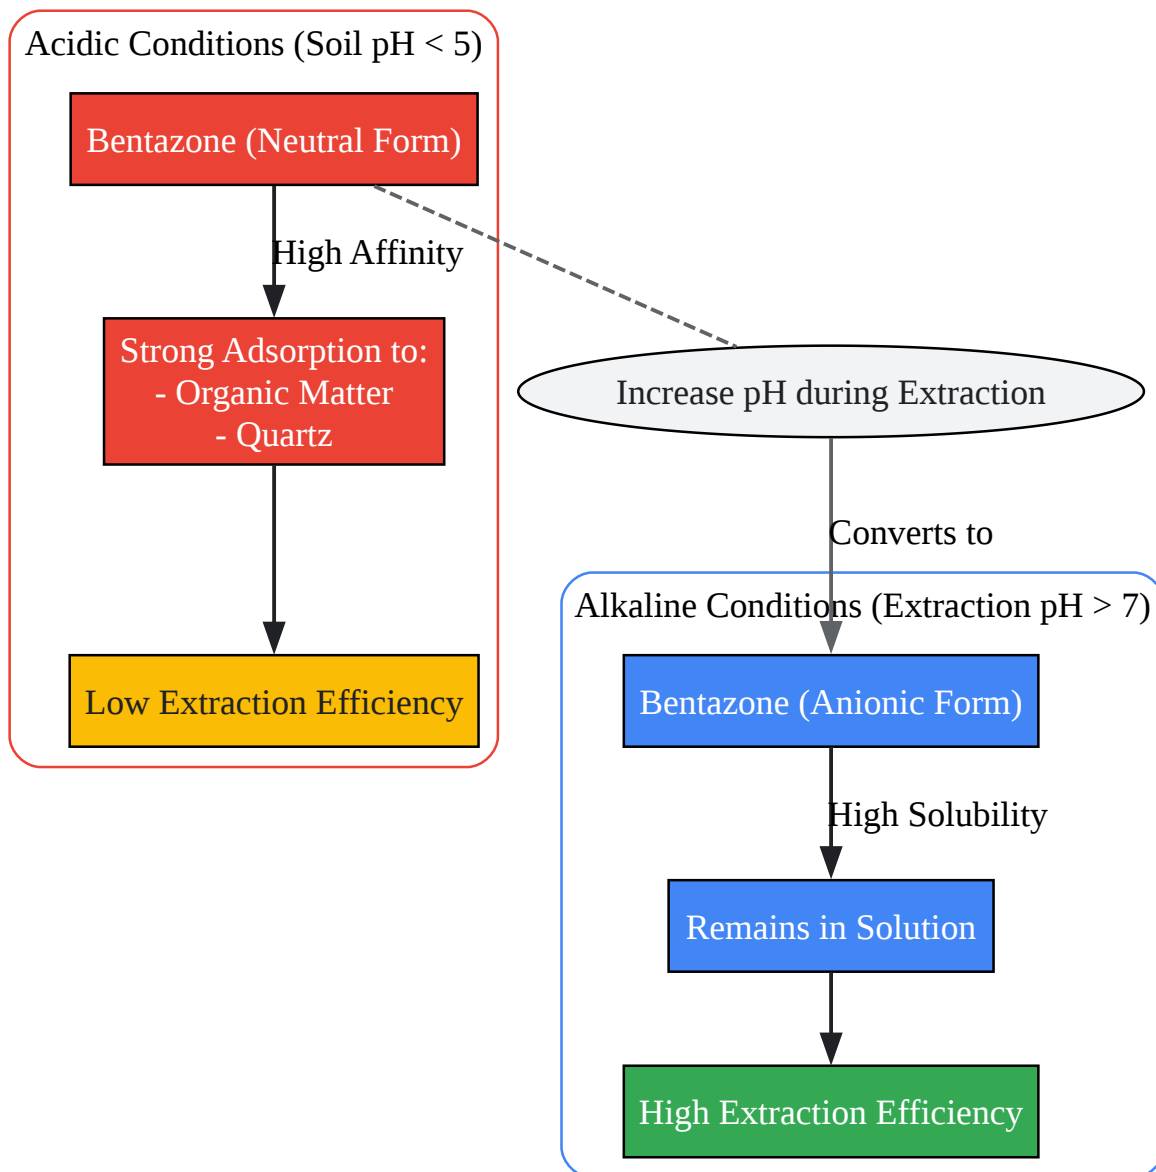 Acidic Conditions (Soil pH < 5)
Bentazone (Neutral Form)
High Affinity
Strong Adsorption to:
- Organic Matter
- Quartz
Low Extraction Efficiency
Increase pH during Extraction
Converts to
Alkaline Conditions (Extraction pH > 7)
Bentazone (Anionic Form)
High Solubility
Remains in Solution
High Extraction Efficiency